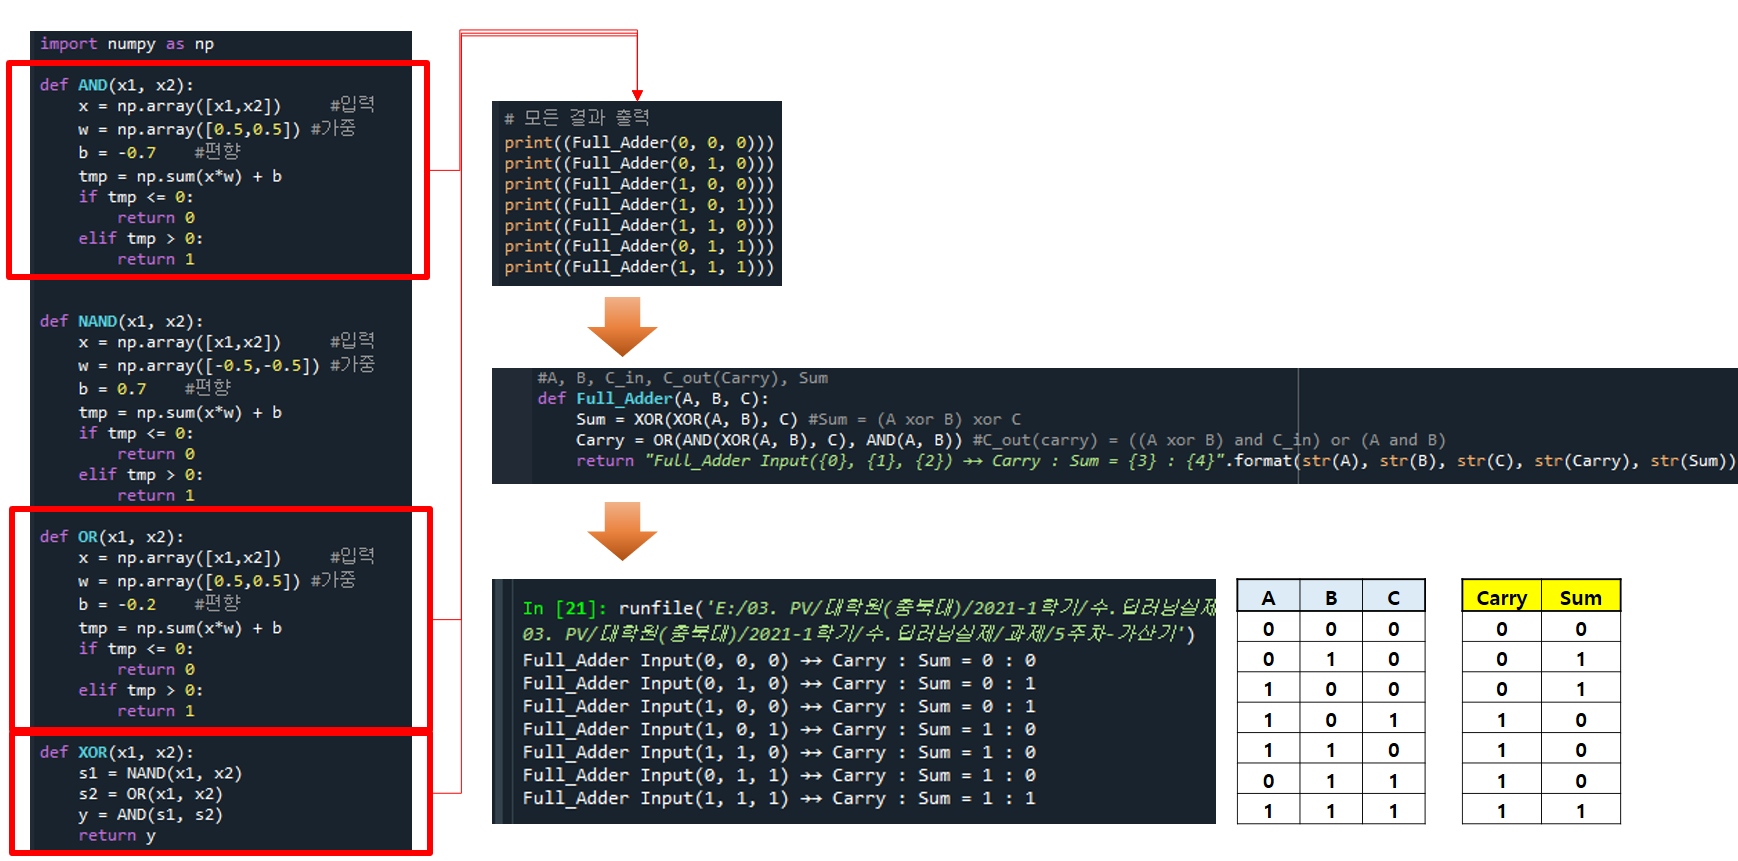 import numpy as np
def AND(x1, x2):
    x = np.array([x1,x2])     #입력
    w = np.array([0.5,0.5]) #가중
    b = -0.7    #편향
    tmp = np.sum(x*w) + b
    if tmp <= 0:
        return 0
    elif tmp > 0:
        return 1
def NAND(x1, x2):
    x = np.array([x1,x2])     #입력
    w = np.array([-0.5,-0.5]) #가중
    b = 0.7    #편향
    tmp = np.sum(x*w) + b
    if tmp <= 0:
        return 0
    elif tmp > 0:
        return 1
def OR(x1, x2):
    x = np.array([x1,x2])     #입력
    w = np.array([0.5,0.5]) #가중
    b = -0.2    #편향
    tmp = np.sum(x*w) + b
    if tmp <= 0:
        return 0
    elif tmp > 0:
        return 1
def XOR(x1, x2):
    s1 = NAND(x1, x2)
    s2 = OR(x1, x2)
    y = AND(s1, s2)
    return y
# 모든 결과 출력
print((Full_Adder(0, 0, 0)))
print((Full_Adder(0, 1, 0)))
print((Full_Adder(1, 0, 0)))
print((Full_Adder(1, 0, 1)))
print((Full_Adder(1, 1, 0)))
print((Full_Adder(0, 1, 1)))
print((Full_Adder(1, 1, 1)))
#A, B, C_in, C_out(Carry), Sum
def Full_Adder(A, B, C):
    Sum = XOR(XOR(A, B), C) #Sum = (A xor B) xor C
    Carry = OR(AND(XOR(A, B), C), AND(A, B)) #C_out(carry) = ((A xor B) and C_in) or (A and B)
    return "Full_Adder Input({0}, {1}, {2}) →→ Carry : Sum = {3} : {4}".format(str(A), str(B), str(C), str(Carry), str(Sum))
In [21]: runfile('E:/03. PV/대학원(충북대)/2021-1학기/수.딥러닝실제
03. PV/대학원(충북대)/2021-1학기/수.딥러닝실제/과제/5주차-가산기')
Full_Adder Input(0, 0, 0) →→ Carry : Sum = 0 : 0
Full_Adder Input(0, 1, 0) →→ Carry : Sum = 0 : 1
Full_Adder Input(1, 0, 0) →→ Carry : Sum = 0 : 1
Full_Adder Input(1, 0, 1) →→ Carry : Sum = 1 : 0
Full_Adder Input(1, 1, 0) →→ Carry : Sum = 1 : 0
Full_Adder Input(0, 1, 1) →→ Carry : Sum = 1 : 0
Full_Adder Input(1, 1, 1) →→ Carry : Sum = 1 : 1
A B C Carry Sum
0 0 0 0 0
0 1 0 0 1
1 0 0 0 1
1 0 1 1 0
1 1 0 1 0
0 1 1 1 0
1 1 1 1 1